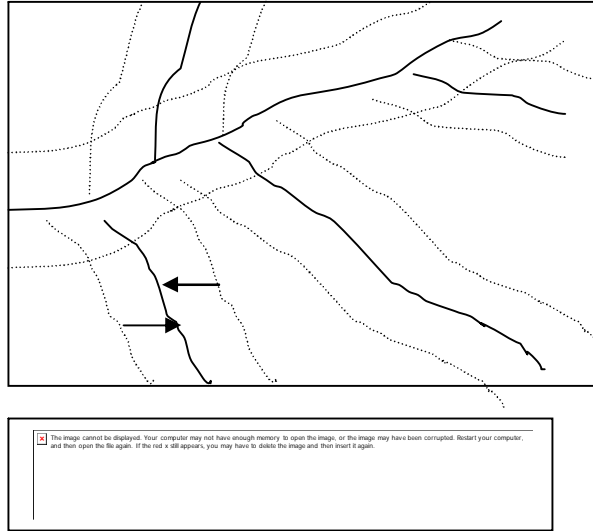 The image cannot be displayed. Your computer may not have enough memory to open the image, or the image may have been corrupted. Restart your computer,
and then open the file again. If the red x still appears, you may have to delete the image and then insert it again.